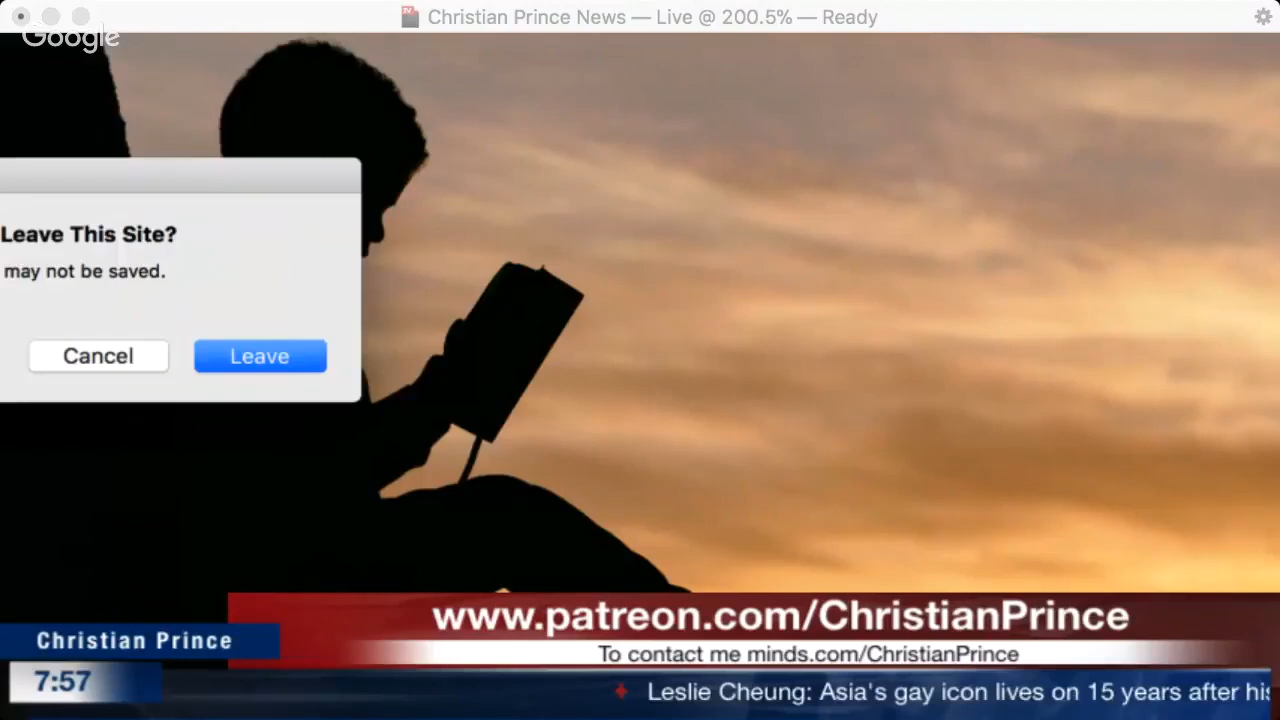 Christian Prince News — Live @ 200.5% — Ready
Google
Leave This Site?
may not be saved.
Cancel
Leave
www.patreon.com/ChristianPrince
Christian Prince
To contact me minds.com/ChristianPrince
7:57
Leslie Cheung: Asia's gay icon lives on 15 years after his